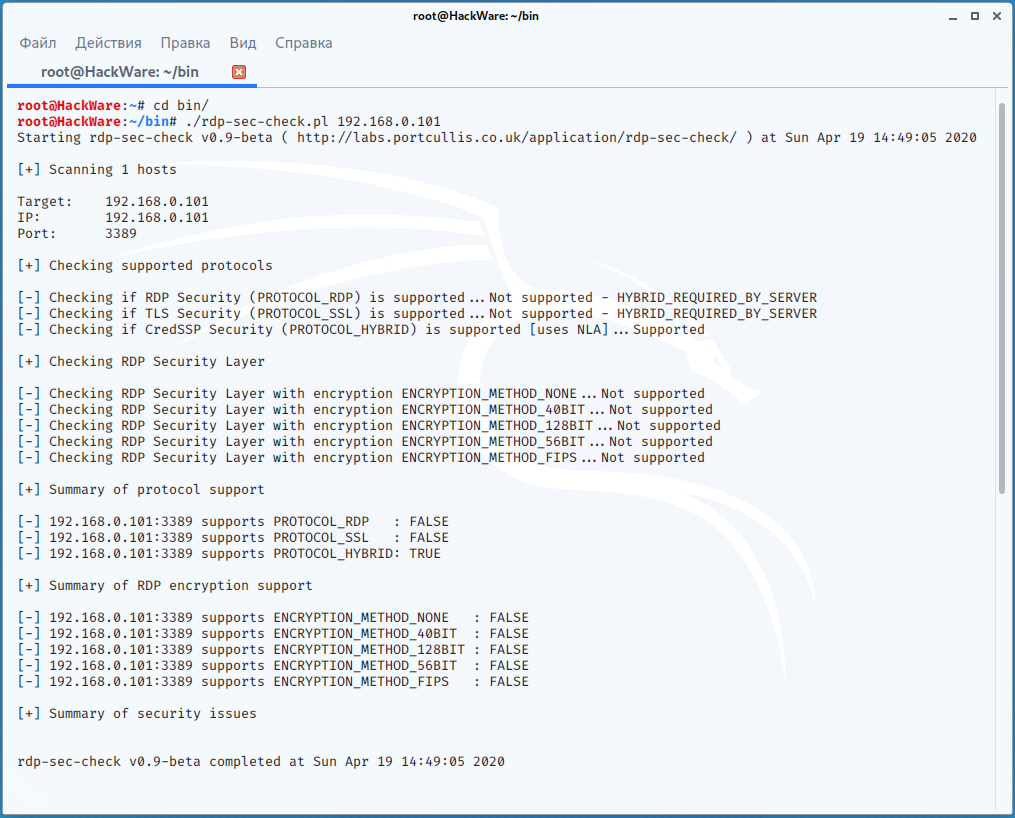 root@HackWare: ~/bin
Файл Действия Правка Вид Справка
root@HackWare: ~/bin
root@HackWare:~# cd bin/
root@HackWare:~/bin# ./rdp-sec-check.pl 192.168.0.101
Starting rdp-sec-check v0.9-beta ( http://labs.portcullis.co.uk/application/rdp-sec-check/ ) at Sun Apr 19 14:49:05 2020
[+] Scanning 1 hosts
Target:    192.168.0.101
IP:        192.168.0.101
Port:      3389
[+] Checking supported protocols
[-] Checking if RDP Security (PROTOCOL_RDP) is supported...Not supported - HYBRID_REQUIRED_BY_SERVER
[-] Checking if TLS Security (PROTOCOL_SSL) is supported...Not supported - HYBRID_REQUIRED_BY_SERVER
[-] Checking if CredSSP Security (PROTOCOL_HYBRID) is supported [uses NLA]...Supported
[+] Checking RDP Security Layer
[-] Checking RDP Security Layer with encryption ENCRYPTION_METHOD_NONE...Not supported
[-] Checking RDP Security Layer with encryption ENCRYPTION_METHOD_40BIT...Not supported
[-] Checking RDP Security Layer with encryption ENCRYPTION_METHOD_128BIT...Not supported
[-] Checking RDP Security Layer with encryption ENCRYPTION_METHOD_56BIT...Not supported
[-] Checking RDP Security Layer with encryption ENCRYPTION_METHOD_FIPS...Not supported
[+] Summary of protocol support
[-] 192.168.0.101:3389 supports PROTOCOL_RDP   : FALSE
[-] 192.168.0.101:3389 supports PROTOCOL_SSL   : FALSE
[-] 192.168.0.101:3389 supports PROTOCOL_HYBRID: TRUE
[+] Summary of RDP encryption support
[-] 192.168.0.101:3389 supports ENCRYPTION_METHOD_NONE   : FALSE
[-] 192.168.0.101:3389 supports ENCRYPTION_METHOD_40BIT  : FALSE
[-] 192.168.0.101:3389 supports ENCRYPTION_METHOD_128BIT : FALSE
[-] 192.168.0.101:3389 supports ENCRYPTION_METHOD_56BIT  : FALSE
[-] 192.168.0.101:3389 supports ENCRYPTION_METHOD_FIPS   : FALSE
[+] Summary of security issues
rdp-sec-check v0.9-beta completed at Sun Apr 19 14:49:05 2020